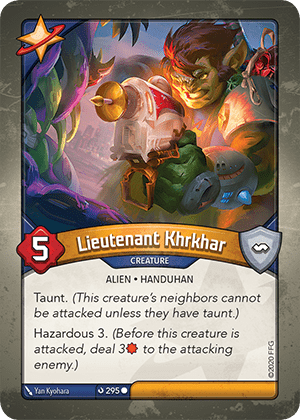 Lieutenant Khrkhar
CREATURE
5
ALIEN • HANDUHAN
Taunt. (This creature's neighbors cannot
be attacked unless they have taunt.)
Hazardous 3. (Before this creature is
attacked, deal 3 to the attacking
enemy.)
©2020 FFG
Yan Kyohara
295